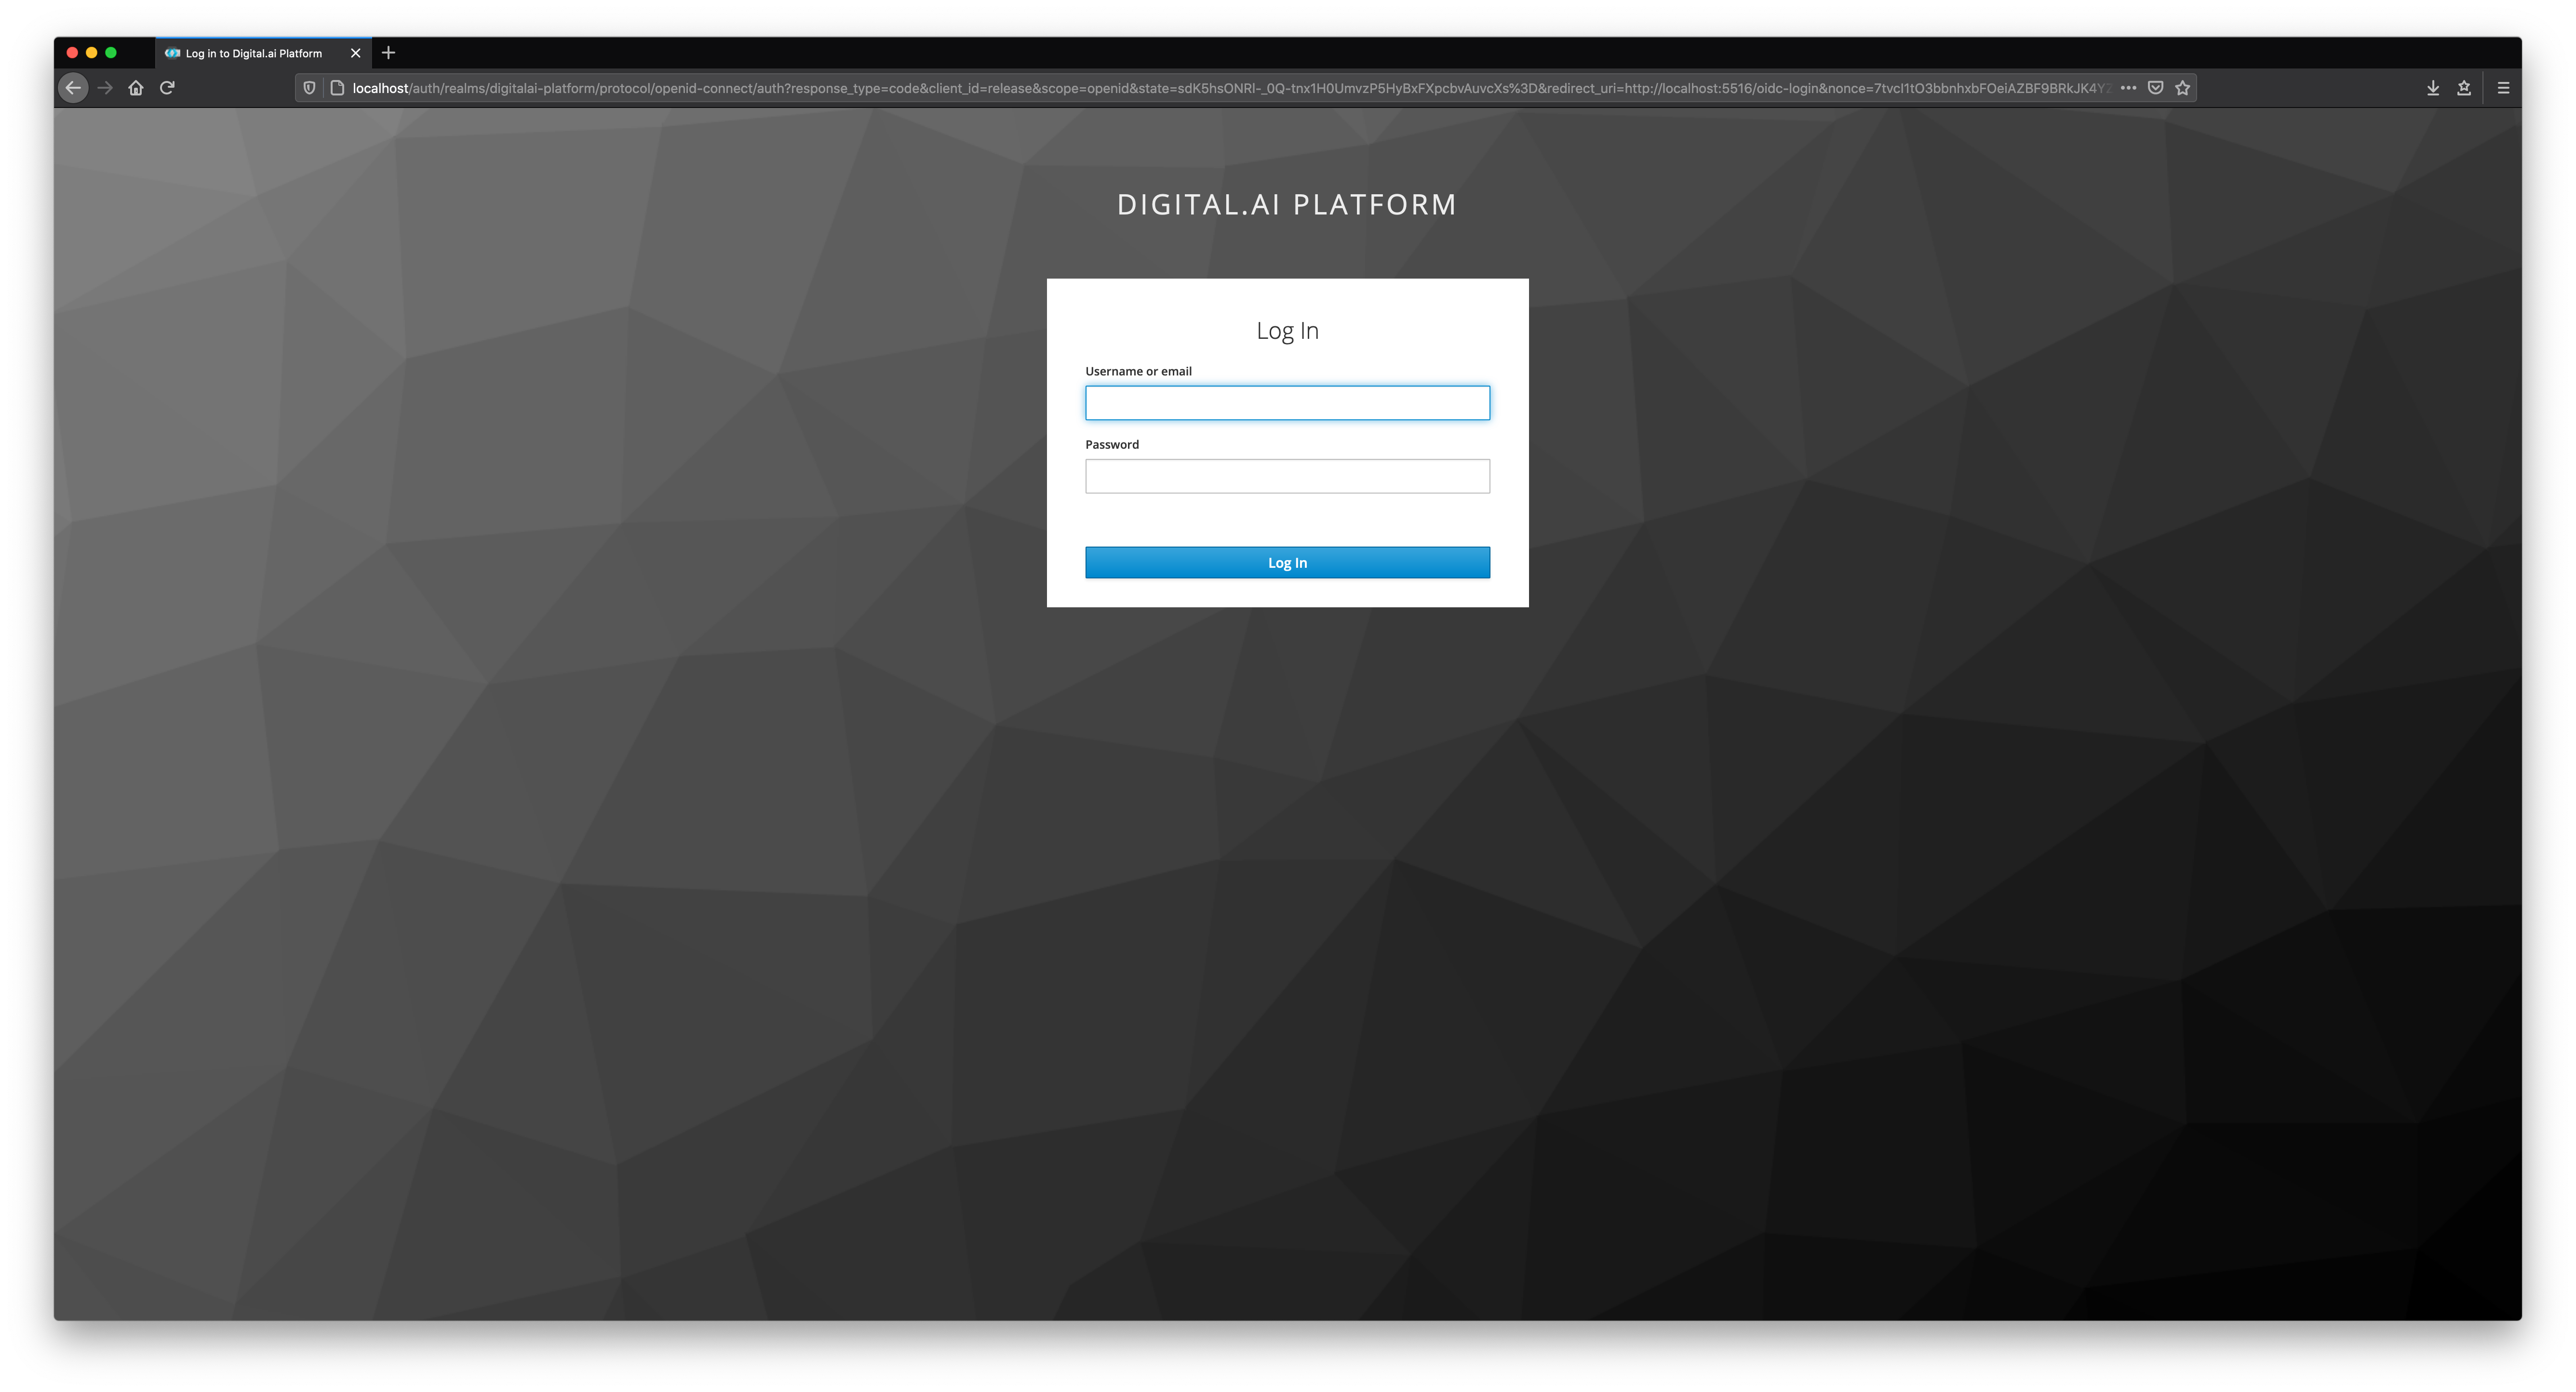 Log in to Digital.ai Platform
localhost/auth/realms/digitalai-platform/protocol/openid-connect/auth?response_type=code&client_id=release&scope=openid&state=sdK5hsONRl-_0Q-tnx1H0UmvzP5HyBxFXpcbvAuvcXs%3D&redirect_uri=http://localhost:5516/oidc-login&nonce=7tvcl1tO3bbnhxbFOeiAZBF9BRkJK4YZ
DIGITAL.AI PLATFORM
Log In
Username or email
Password
Log In